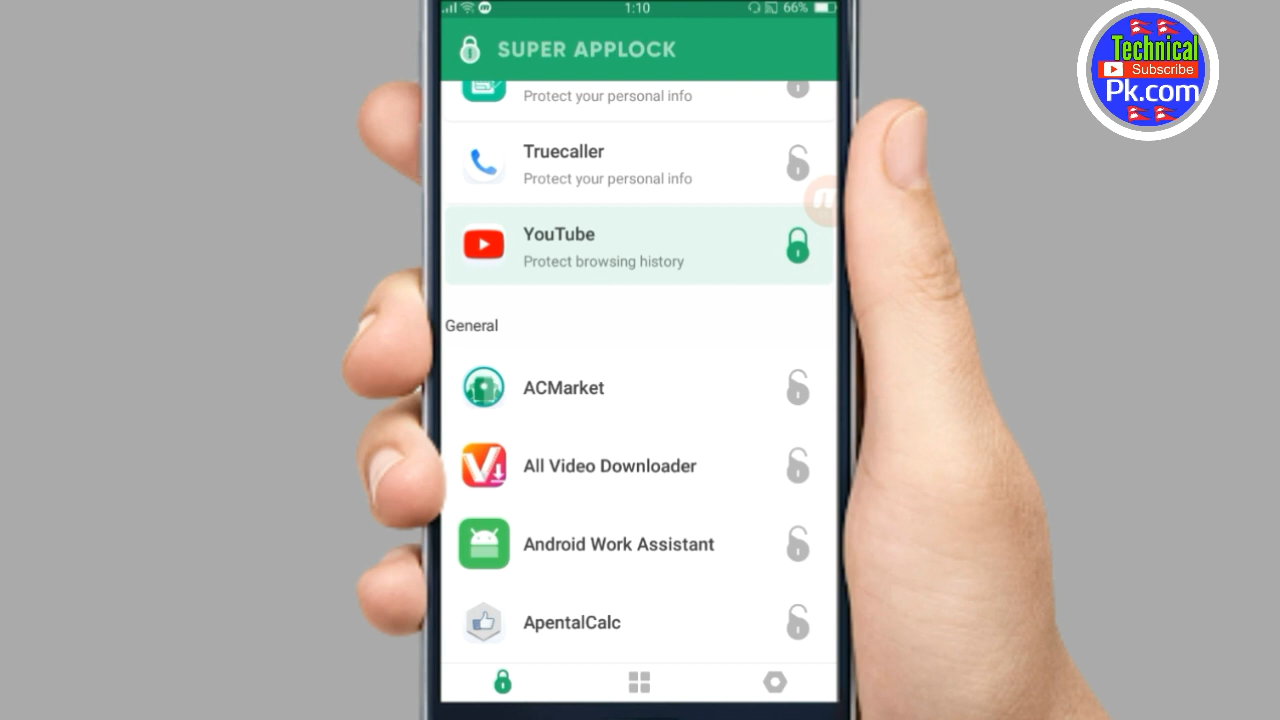 1:10
66%
SUPER APPLOCK
Protect your personal info
Truecaller
Protect your personal info
YouTube
Protect browsing history
General
ACMarket
All Video Downloader
Android Work Assistant
ApentalCalc
Technical
Subscribe
Pk.com